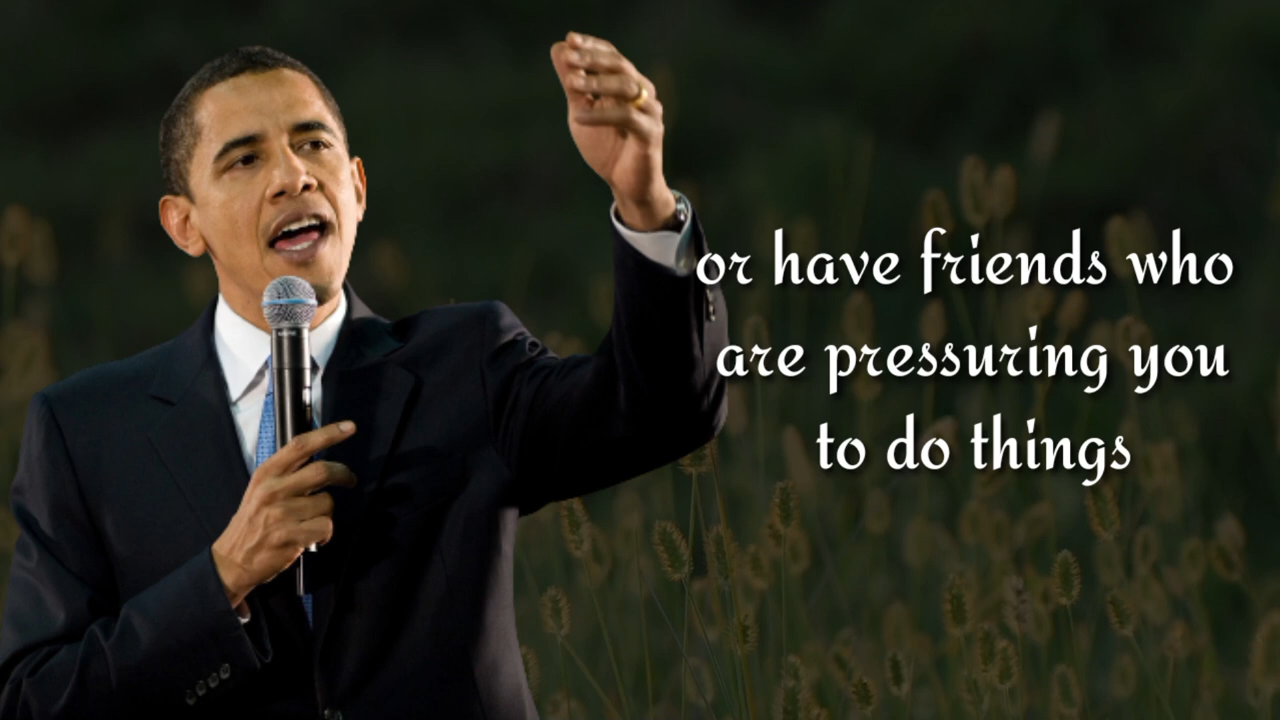 or have friends who
are pressuring you
to do things